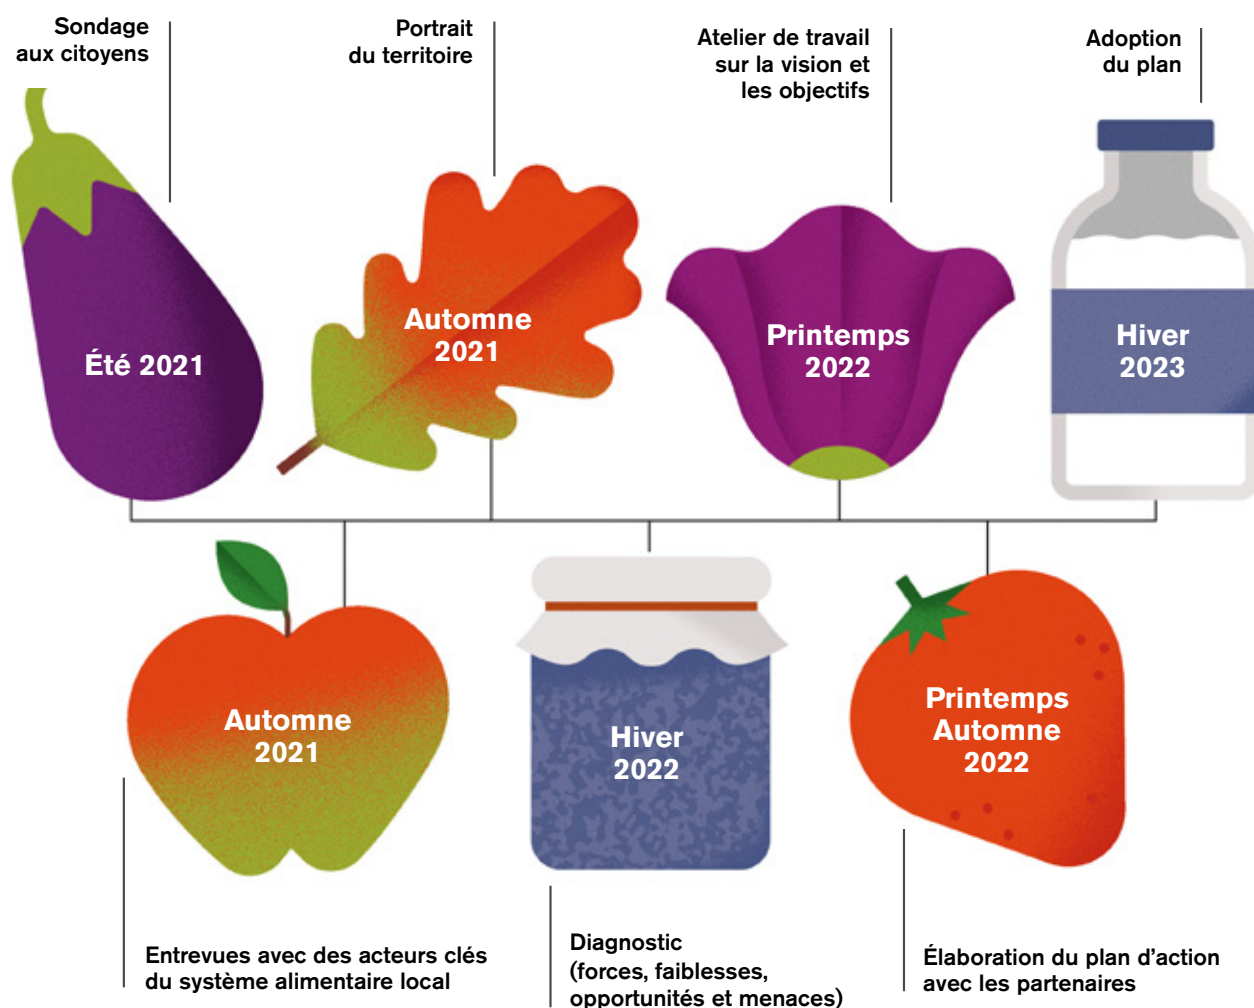 Sondage
aux citoyens
Été 2021
Entrevues avec des acteurs clés
du système alimentaire local
Automne
2021
Portrait
du territoire
Automne
2021
Diagnostic
(forces, faiblesses,
opportunités et menaces)
Hiver
2022
Atelier de travail
sur la vision et
les objectifs
Printemps
2022
Élaboration du plan d’action
avec les partenaires
Printemps
Automne
2022
Adoption
du plan
Hiver
2023